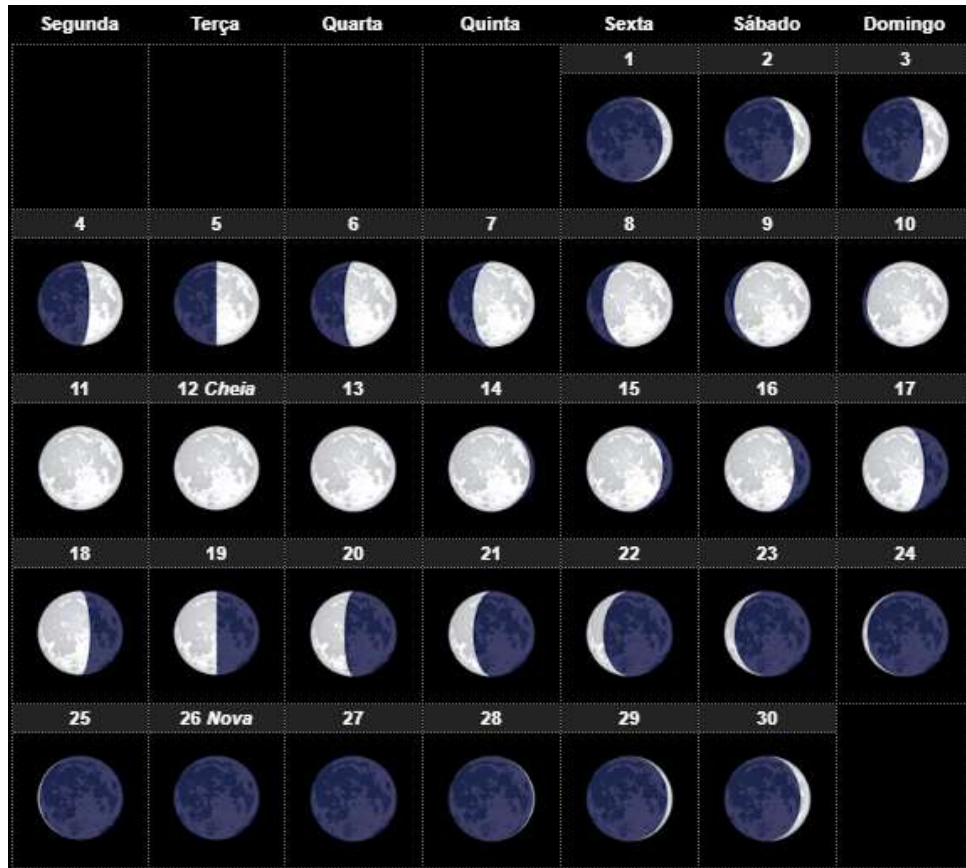 Segunda Terça Quarta Quinta Sexta Sábado Domingo
1 2 3
4 5 6 7 8 9 10
11 12 Cheia 13 14 15 16 17
18 19 20 21 22 23 24
25 26 Nova 27 28 29 30